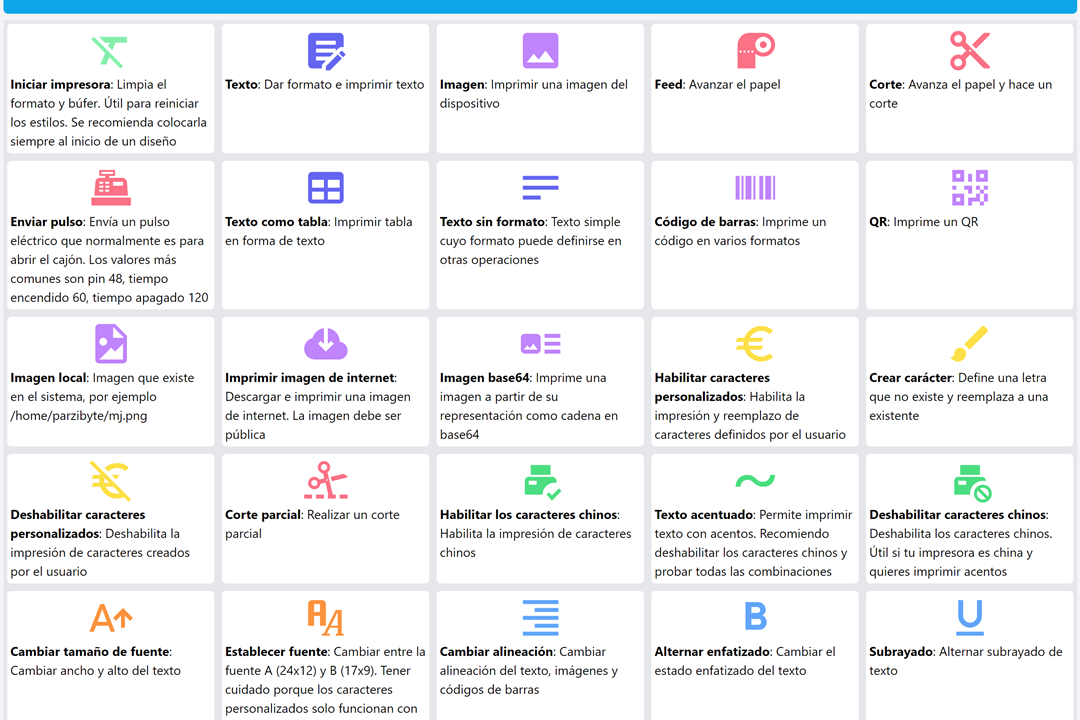 Iniciar impresora: Limpia el
formato y búfer. Útil para reiniciar
los estilos. Se recomienda colocarla
siempre al inicio de un diseño
Texto: Dar formato e imprimir texto
Imagen: Imprimir una imagen del
dispositivo
Feed: Avanzar el papel
Corte: Avanza el papel y hace un
corte
Enviar pulso: Envía un pulso
eléctrico que normalmente es para
abrir el cajón. Los valores más
comunes son pin 48, tiempo
encendido 60, tiempo apagado 120
Texto como tabla: Imprimir tabla
en forma de texto
Texto sin formato: Texto simple
cuyo formato puede definirse en
otras operaciones
Código de barras: Imprime un
código en varios formatos
QR: Imprime un QR
Imagen local: Imagen que existe
en el sistema, por ejemplo
/home/parzibyte/mj.png
Imprimir imagen de internet:
Descargar e imprimir una imagen
de internet. La imagen debe ser
pública
Imagen base64: Imprime una
imagen a partir de su
representación como cadena en
base64
Habilitar caracteres
personalizados: Habilita la
impresión y reemplazo de
caracteres definidos por el usuario
Crear carácter: Define una letra
que no existe y reemplaza a una
existente
Deshabilitar caracteres
personalizados: Deshabilita la
impresión de caracteres creados
por el usuario
Corte parcial: Realizar un corte
parcial
Habilitar los caracteres chinos:
Habilita la impresión de caracteres
chinos
Texto acentuado: Permite imprimir
texto con acentos. Recomiendo
deshabilitar los caracteres chinos y
probar todas las combinaciones
Deshabilitar caracteres chinos:
Deshabilita los caracteres chinos.
Útil si tu impresora es china y
quieres imprimir acentos
Cambiar tamaño de fuente:
Cambiar ancho y alto del texto
Establecer fuente: Cambiar entre la
fuente A (24x12) y B (17x9). Tener
cuidado porque los caracteres
personalizados solo funcionan con
Cambiar alineación: Cambiar
alineación del texto, imágenes y
códigos de barras
Alternar enfatizado: Cambiar el
estado enfatizado del texto
Subrayado: Alternar subrayado de
texto